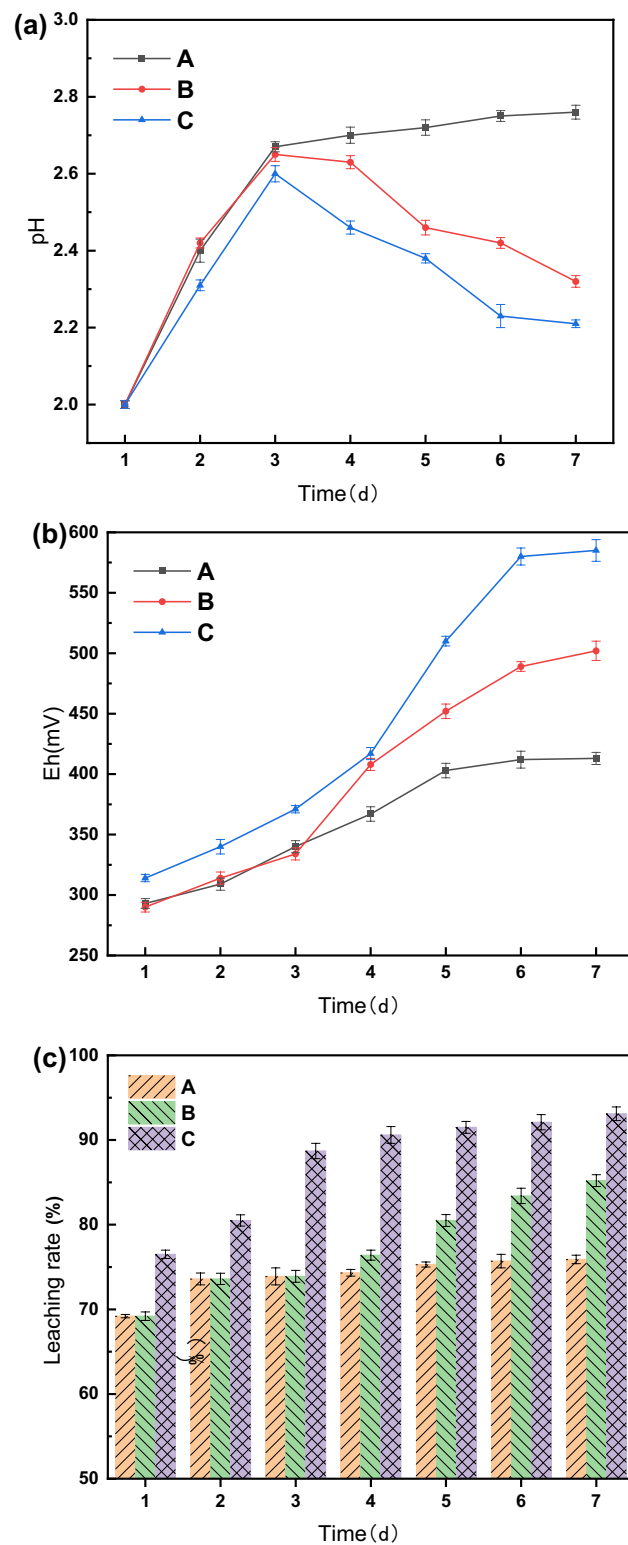 (a)
3.0
2.8
2.6
2.4
2.2
2.0
pH
A
B
C
1 2 3 4 5 6 7
Time(d)
(b)
600
550
500
450
400
350
300
250
Eh(mV)
A
B
C
1 2 3 4 5 6 7
Time(d)
(c)
100
90
80
70
60
50
Leaching rate (%)
A
B
C
1 2 3 4 5 6 7
Time(d)